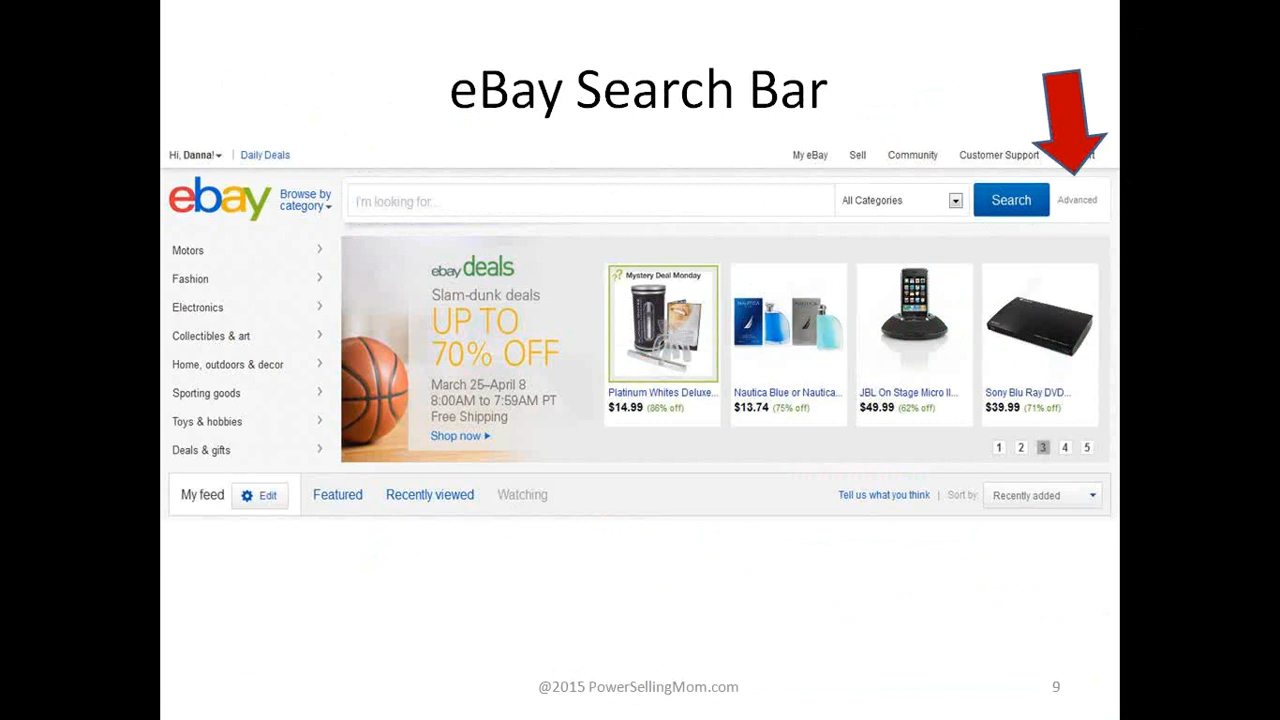 eBay Search Bar
Hi, Danna! Daily Deals My eBay Sell Community Customer Support
ebay Browse by
category
I'm looking for... All Categories Search Advanced
Motors
Fashion
Electronics
Collectibles & art
Home, outdoors & decor
Sporting goods
Toys & hobbies
Deals & gifts
ebay deals
Slam-dunk deals
UP TO
70% OFF
March 25–April 8
8:00AM to 7:59AM PT
Free Shipping
Shop now
Mystery Deal Monday
Platinum Whites Deluxe...
$14.99 (86% off)
Nautica Blue or Nautica...
$13.74 (75% off)
JBL On Stage Micro II...
$49.99 (62% off)
Sony Blu Ray DVD...
$39.99 (71% off)
1 2 3 4 5
My feed Edit Featured Recently viewed Watching Tell us what you think | Sort by: Recently added
@2015 PowerSellingMom.com 9